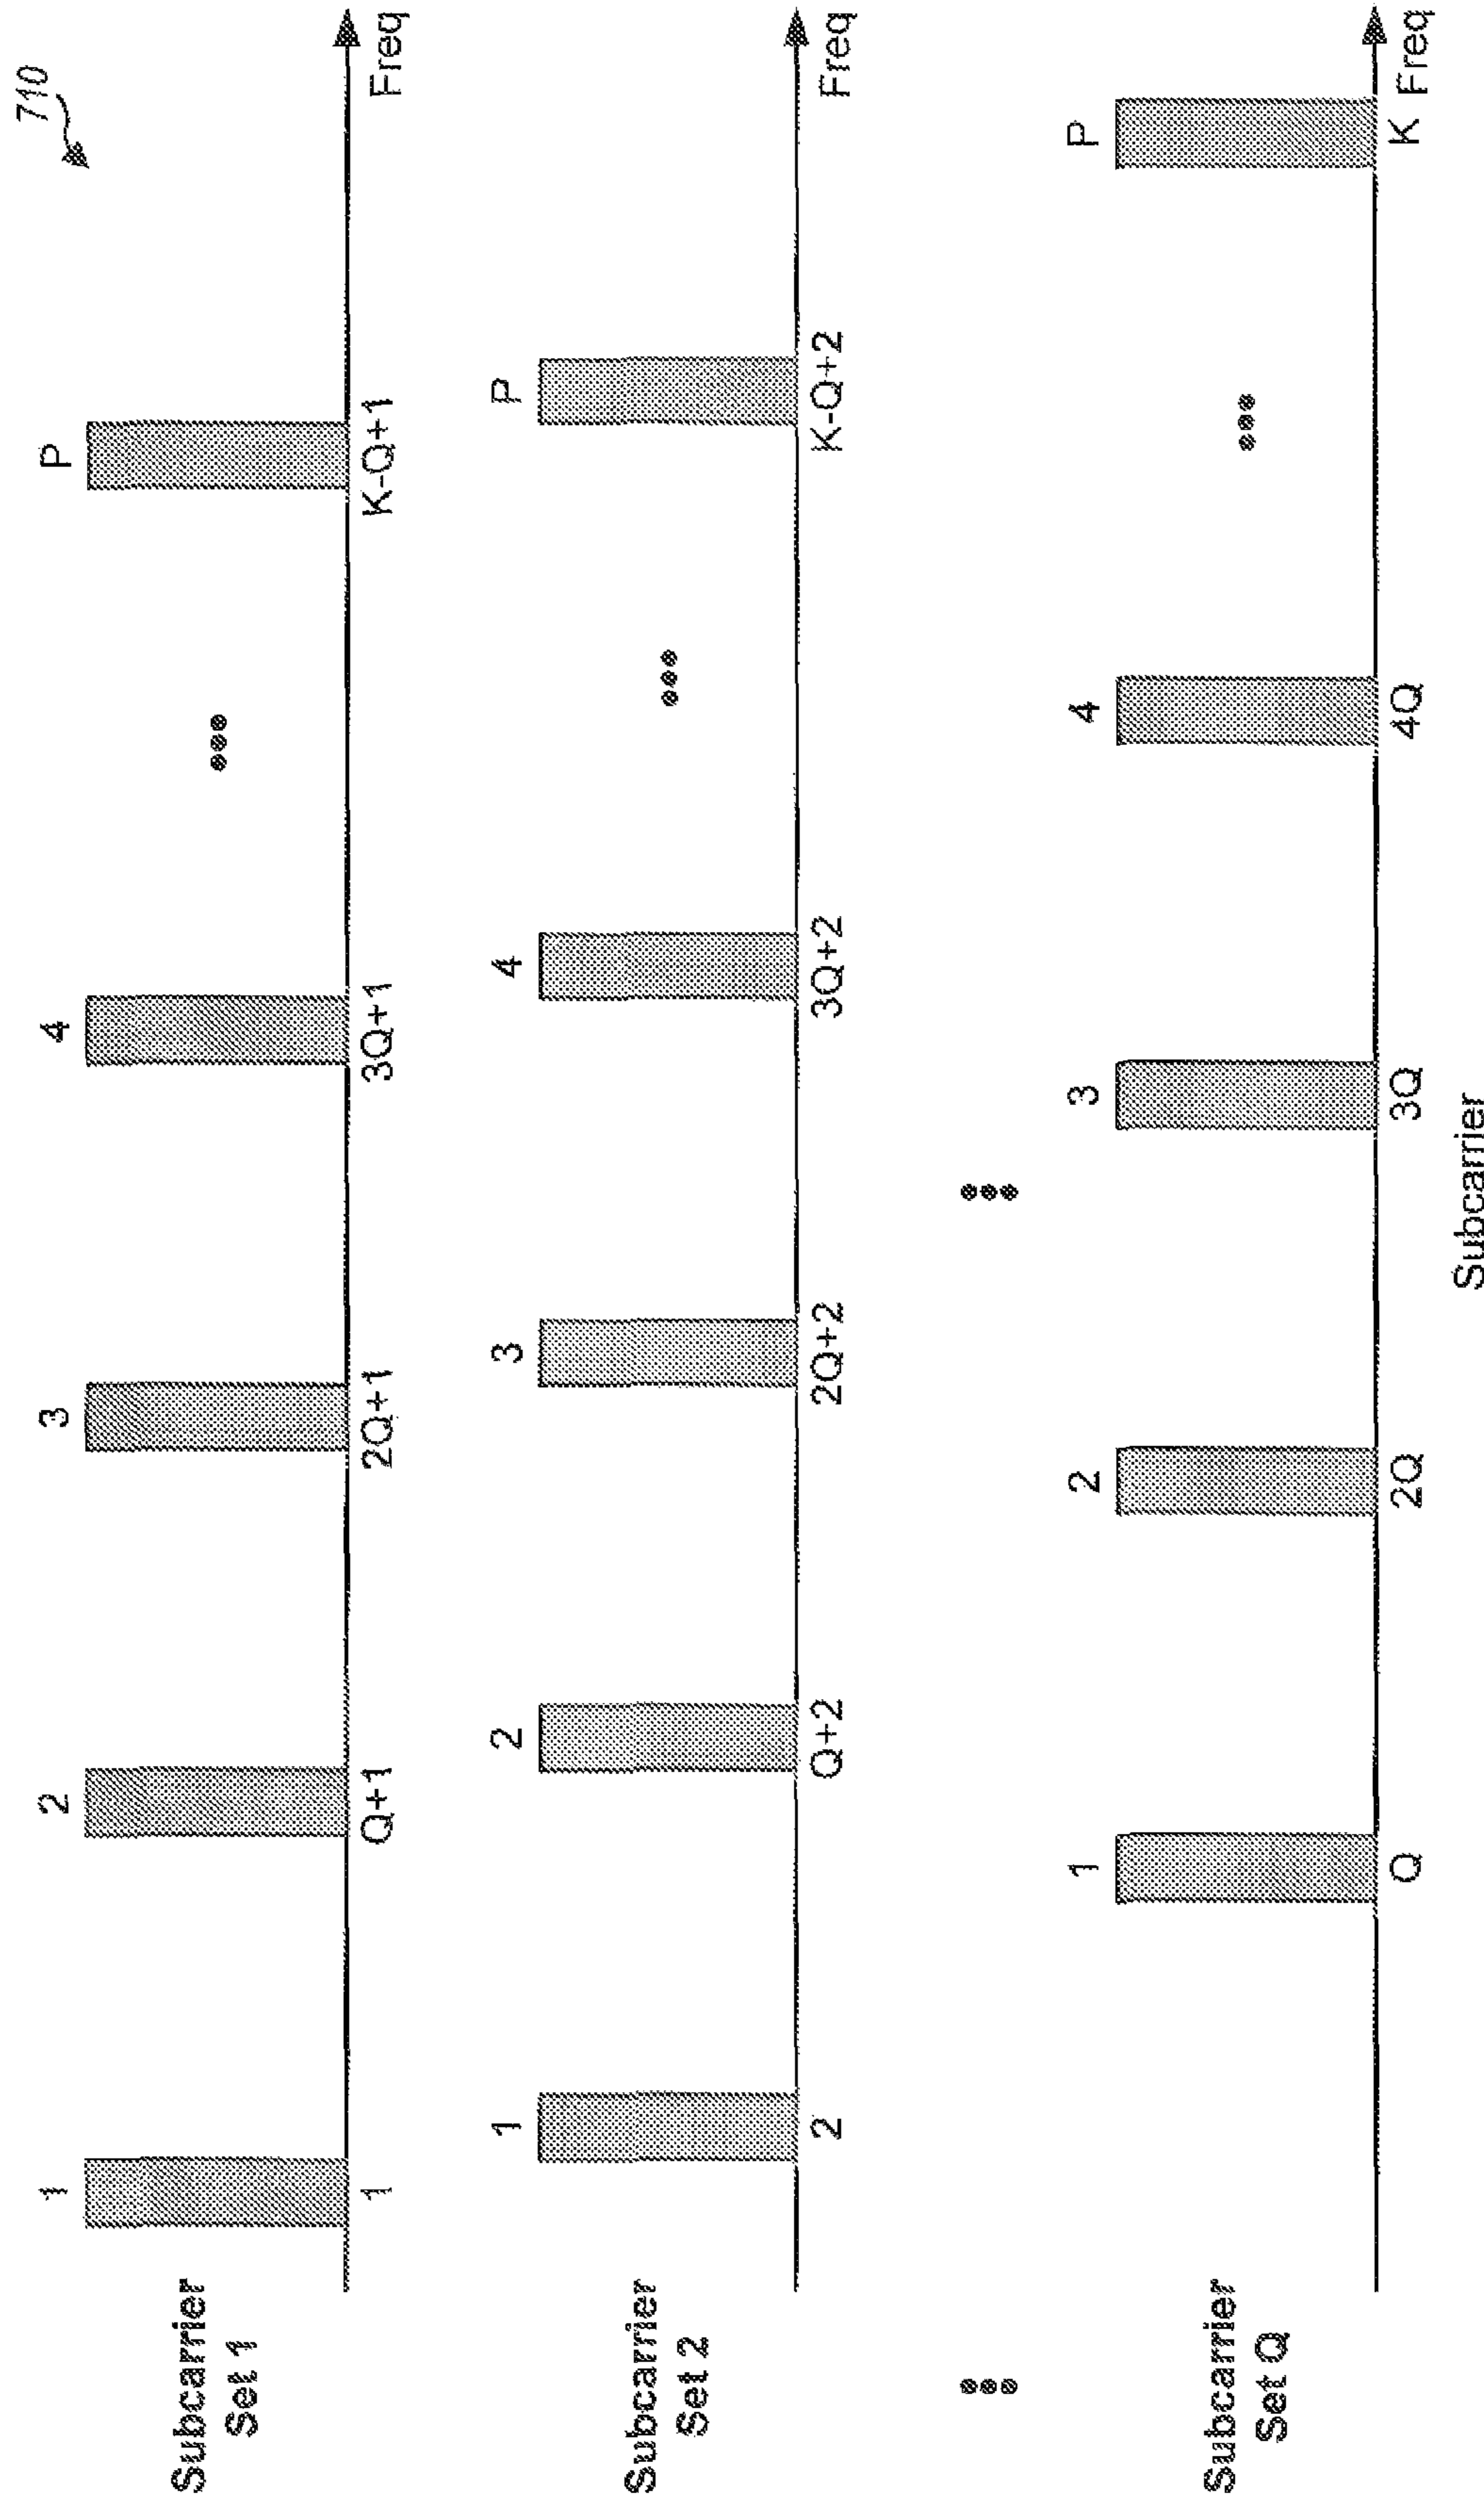 710
Subcarrier
Set 1
1 2 3 4 P
1 Q+1 2Q+1 3Q+1 K-Q+1 Freq
Subcarrier
Set 2
1 2 3 4 P
2 Q+2 2Q+2 3Q+2 K-Q+2 Freq
Subcarrier
Set Q
1 2 3 4 P
Q 2Q 3Q 4Q K Freq
Subcarrier